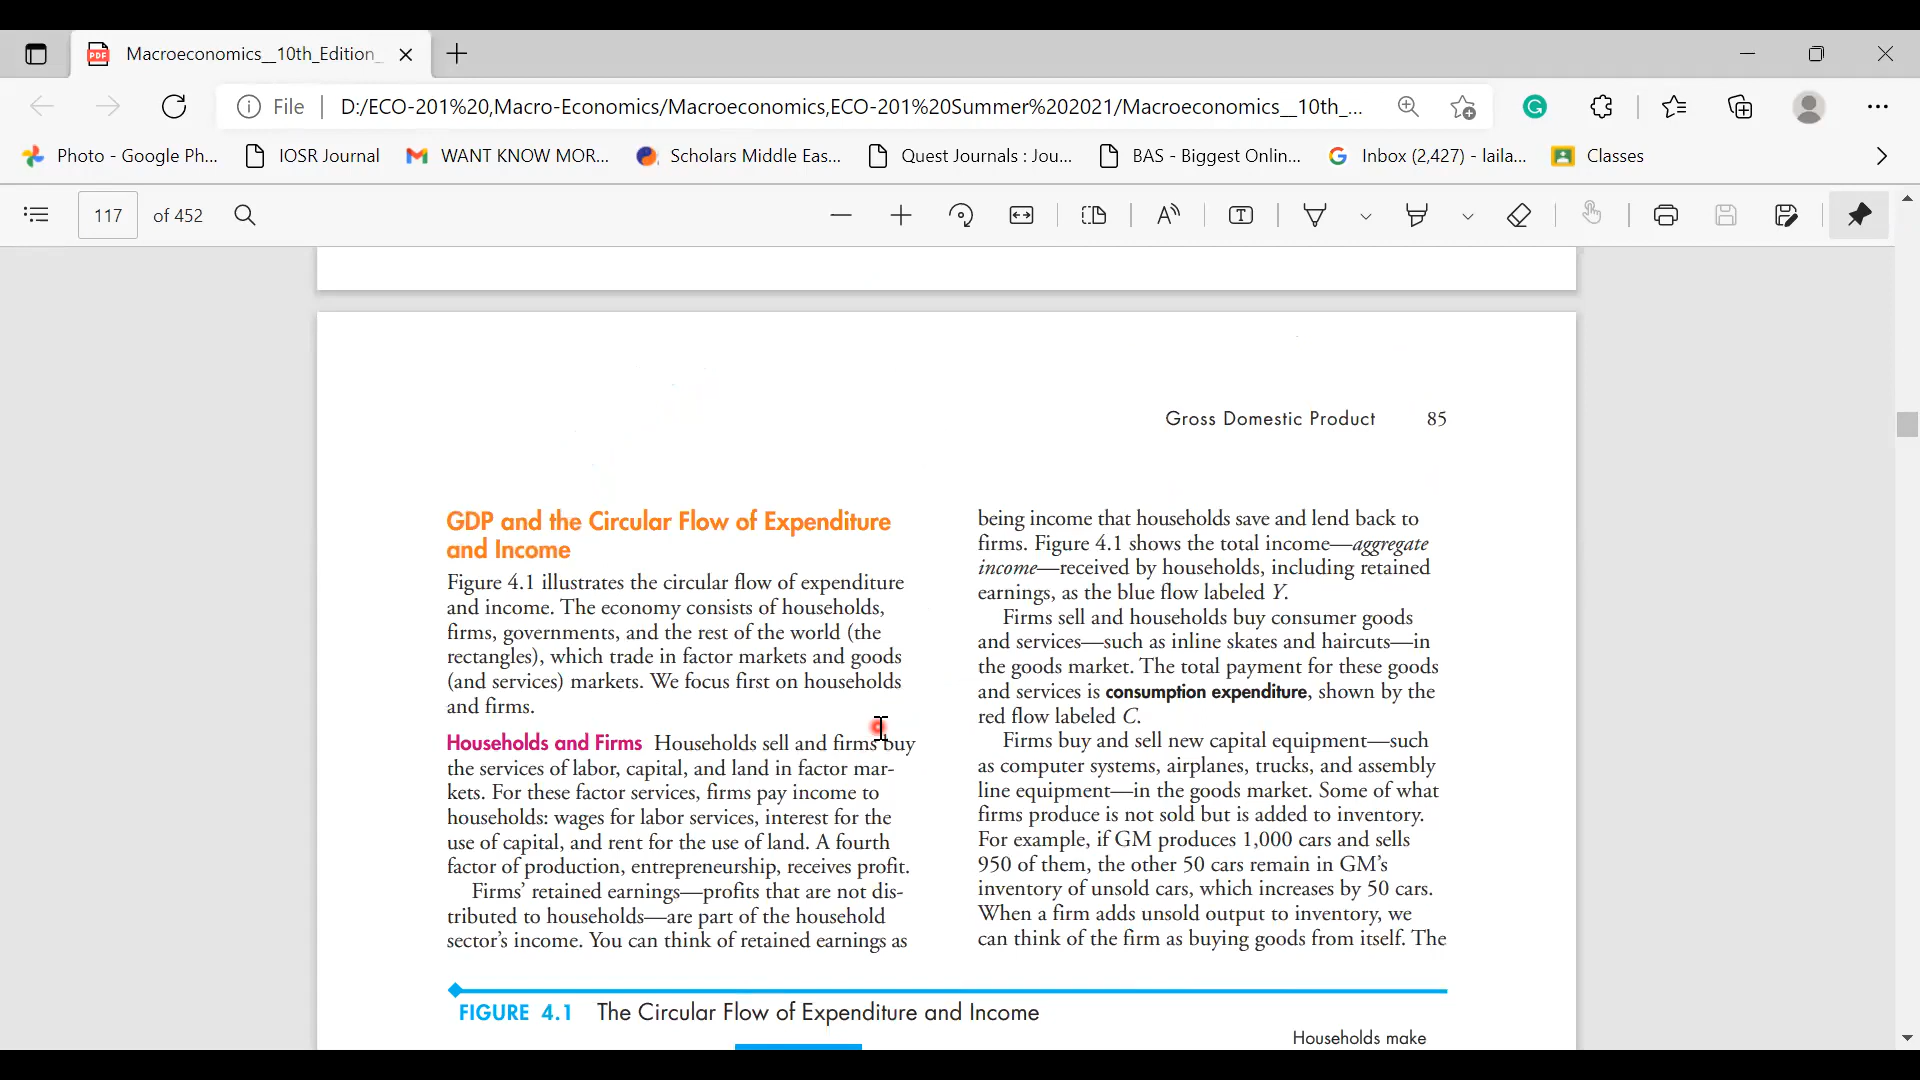 Macroeconomics__10th_Edition_
File
D:/ECO-201%20,Macro-Economics/Macroeconomics,ECO-201%20Summer%202021/Macroeconomics__10th_...
Photo - Google Ph...
IOSR Journal
WANT KNOW MOR...
Scholars Middle Eas...
Quest Journals : Jou...
BAS - Biggest Onlin...
Inbox (2,427) - laila...
Classes
117 of 452
Gross Domestic Product 85
GDP and the Circular Flow of Expenditure
and Income
Figure 4.1 illustrates the circular flow of expenditure
and income. The economy consists of households,
firms, governments, and the rest of the world (the
rectangles), which trade in factor markets and goods
(and services) markets. We focus first on households
and firms.
Households and Firms Households sell and firms buy
the services of labor, capital, and land in factor mar-
kets. For these factor services, firms pay income to
households: wages for labor services, interest for the
use of capital, and rent for the use of land. A fourth
factor of production, entrepreneurship, receives profit.
Firms' retained earnings—profits that are not dis-
tributed to households—are part of the household
sector's income. You can think of retained earnings as
being income that households save and lend back to
firms. Figure 4.1 shows the total income—aggregate
income—received by households, including retained
earnings, as the blue flow labeled Y.
Firms sell and households buy consumer goods
and services—such as inline skates and haircuts—in
the goods market. The total payment for these goods
and services is consumption expenditure, shown by the
red flow labeled C.
Firms buy and sell new capital equipment—such
as computer systems, airplanes, trucks, and assembly
line equipment—in the goods market. Some of what
firms produce is not sold but is added to inventory.
For example, if GM produces 1,000 cars and sells
950 of them, the other 50 cars remain in GM's
inventory of unsold cars, which increases by 50 cars.
When a firm adds unsold output to inventory, we
can think of the firm as buying goods from itself. The
FIGURE 4.1 The Circular Flow of Expenditure and Income
Households make